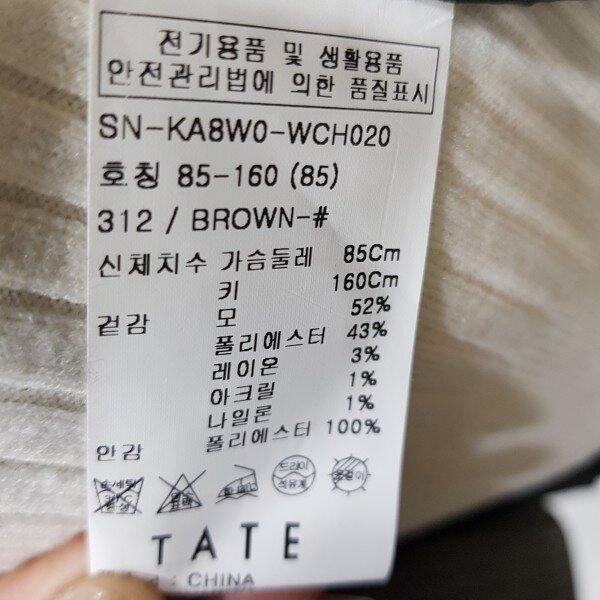 전기용품 및 생활용품
안전관리법에 의한 품질표시
SN-KA8W0-WCH020
호칭 85-160 (85)
312 / BROWN-#
신체치수 가슴둘레 85Cm
키 160Cm
겉감 모 52%
폴리에스터 43%
레이온 3%
아크릴 1%
나일론 1%
안감 폴리에스터 100%
드라이
석유계
TATE
: CHINA